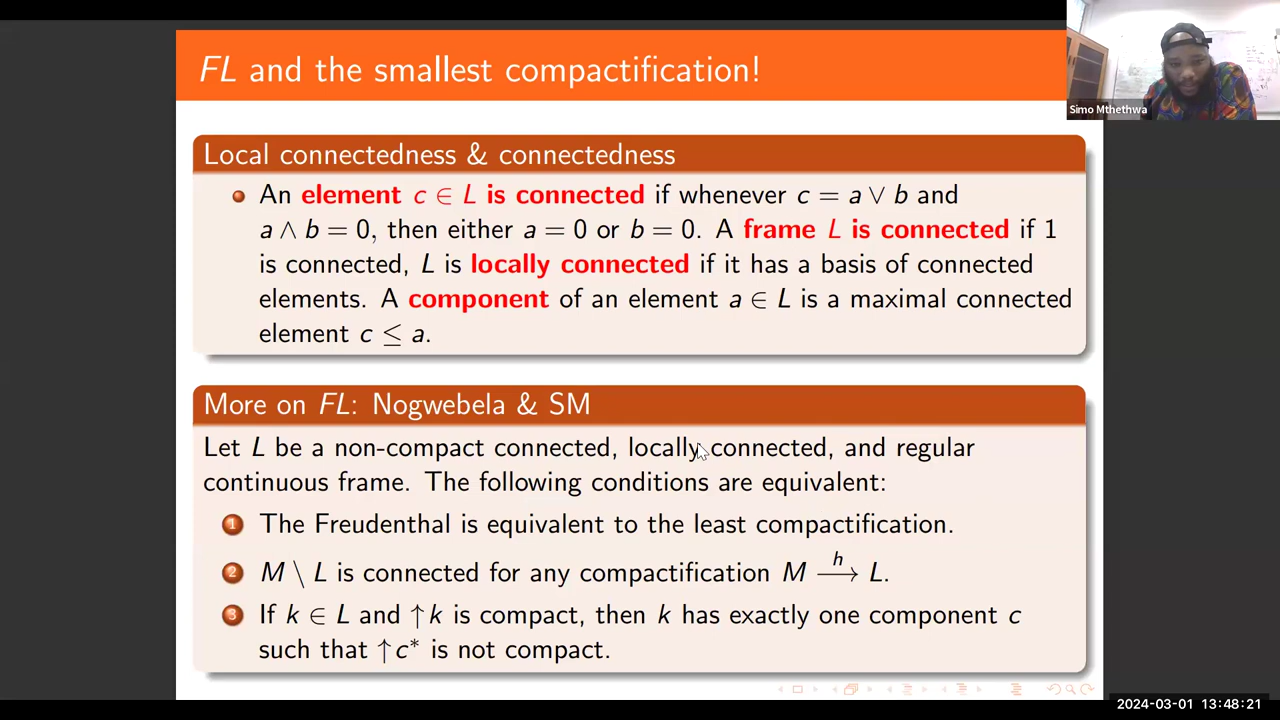 FL and the smallest compactification!
Simo Mthethwa
Local connectedness & connectedness
An element c ∈ L is connected if whenever c = a ∨ b and
a ∧ b = 0, then either a = 0 or b = 0. A frame L is connected if 1
is connected, L is locally connected if it has a basis of connected
elements. A component of an element a ∈ L is a maximal connected
element c ≤ a.
More on FL: Nogwebela & SM
Let L be a non-compact connected, locally connected, and regular
continuous frame. The following conditions are equivalent:
1 The Freudenthal is equivalent to the least compactification.
2 M \ L is connected for any compactification M —h→ L.
3 If k ∈ L and ↑k is compact, then k has exactly one component c
such that ↑c* is not compact.
2024-03-01 13:48:21